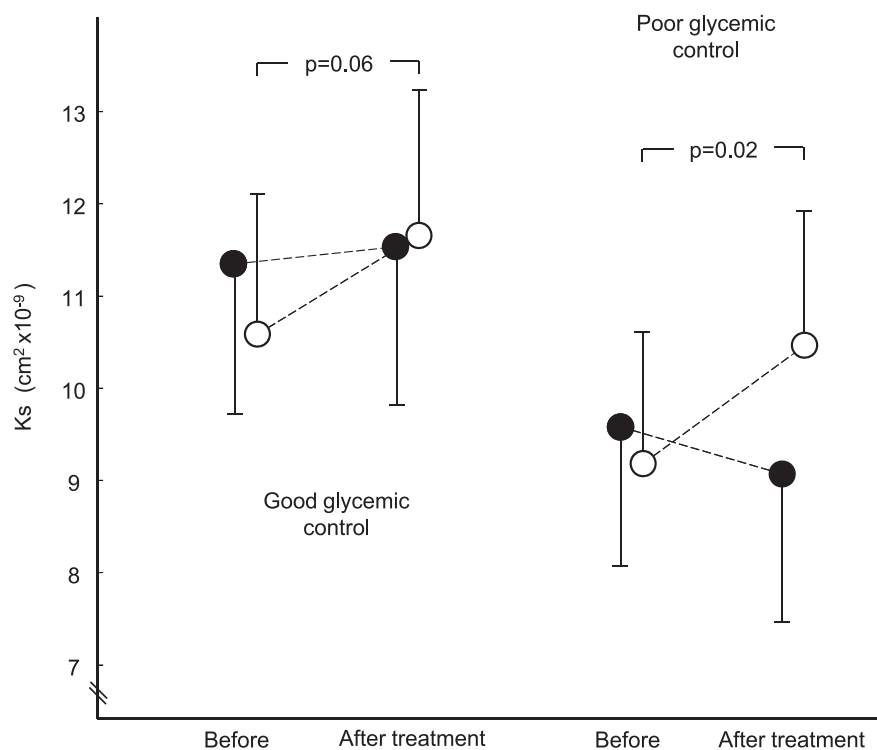 Poor glycemic
control
p=0.06
p=0.02
13
12
11
10
9
8
7
Ks (cm² x10⁻⁹)
Good glycemic
control
Before
After treatment
Before
After treatment